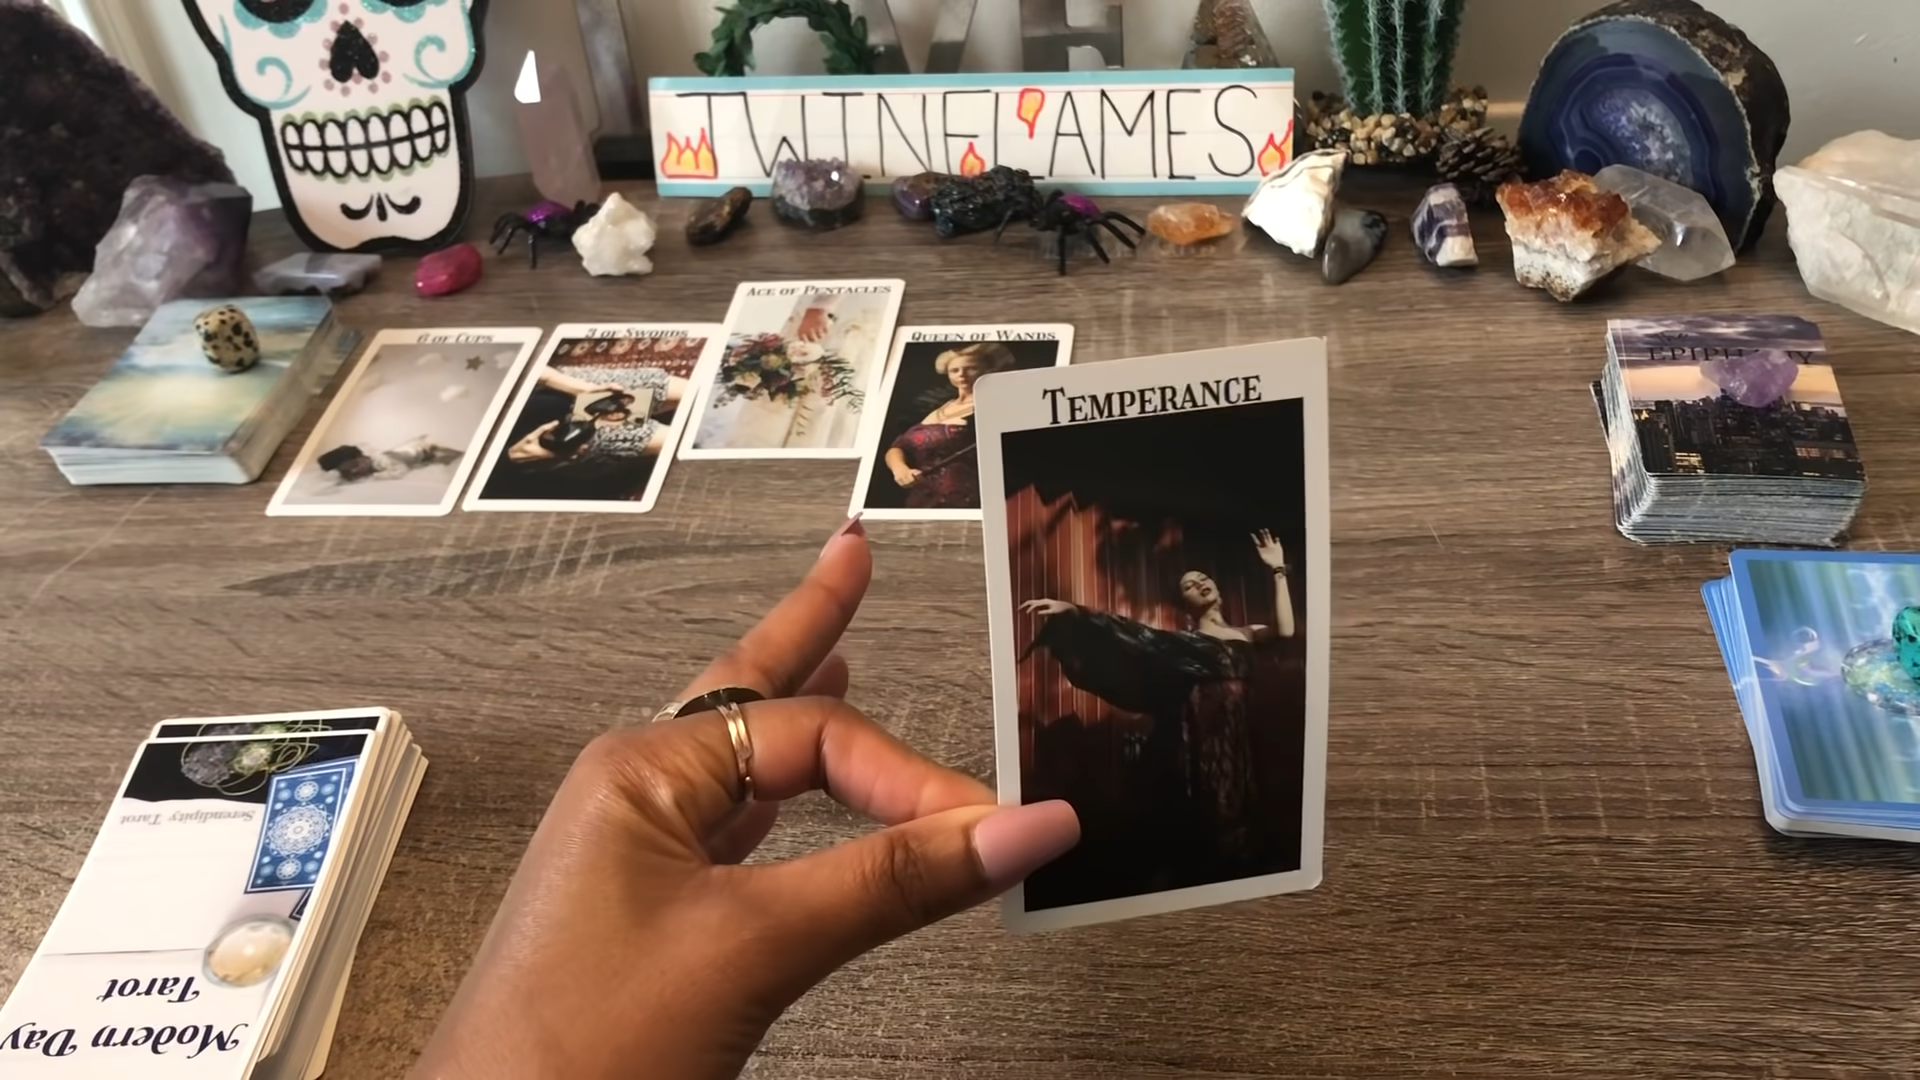 TWINFLAMES
6 of Cups
3 of Swords
Ace of Pentacles
Queen of Wands
Temperance
EPIPHANY
Serendipity Tarot
Modern Day
Tarot